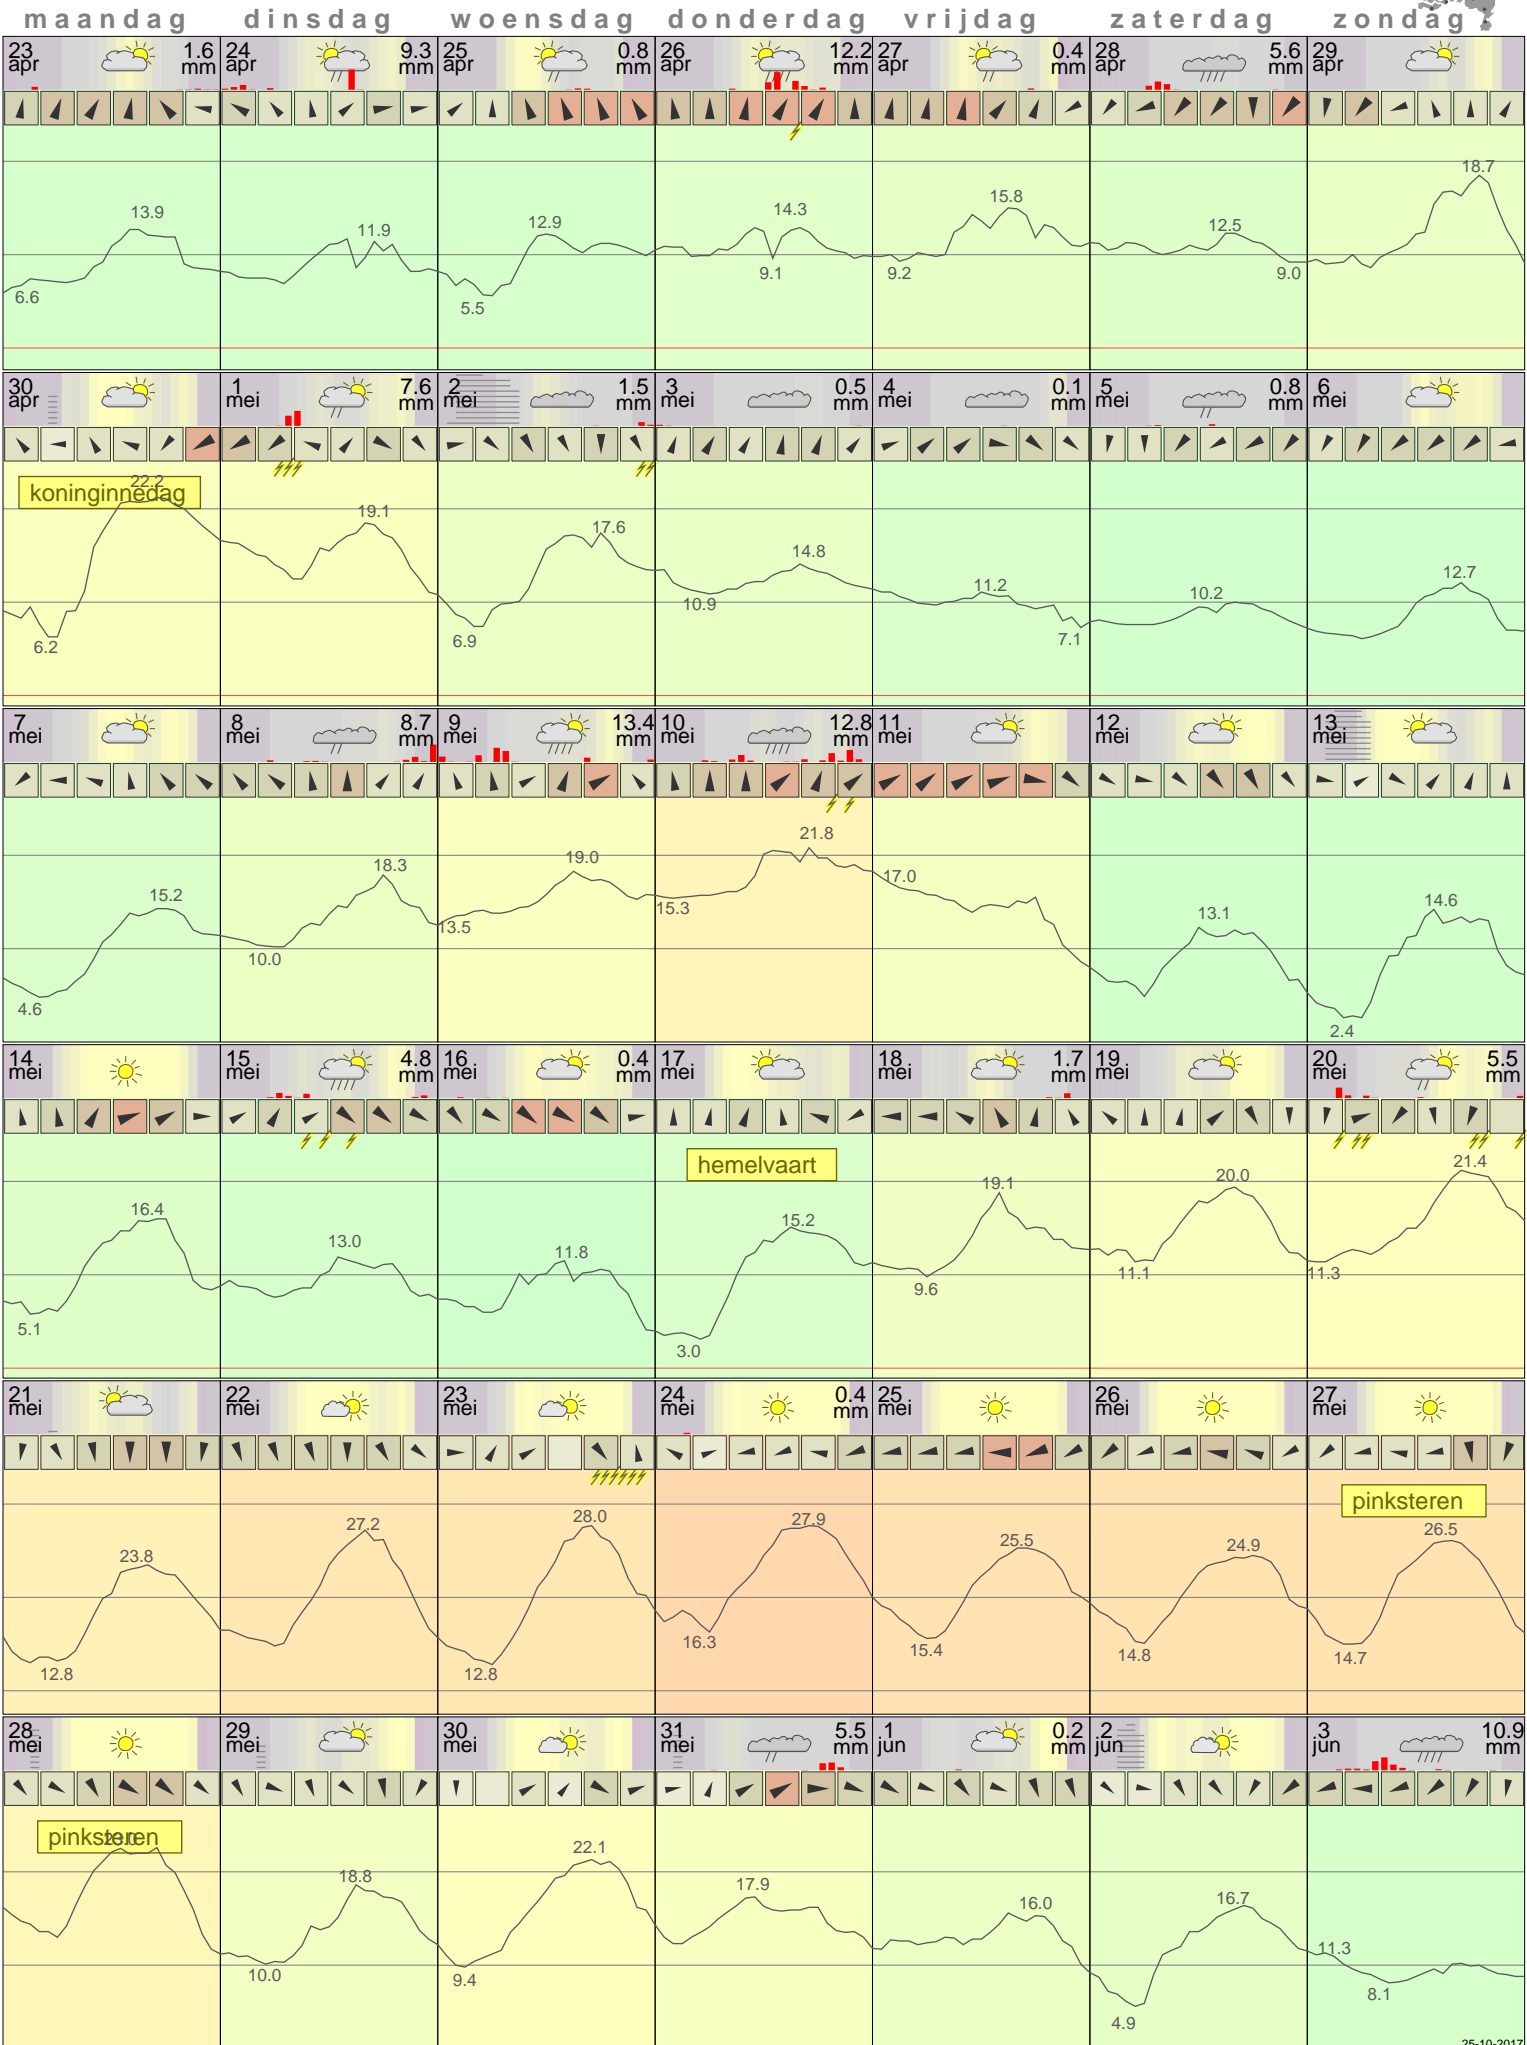 maandag dinsdag woensdag donderdag vrijdag zaterdag zondag
23 apr 1.6 mm 24 apr 9.3 mm 25 apr 0.8 mm 26 apr 12.2 mm 27 apr 0.4 mm 28 apr 5.6 mm 29 apr
13.9 11.9 12.9 14.3 15.8 12.5 18.7
6.6 5.5 9.1 9.2 9.0
30 apr 1 mei 7.6 mm 2 mei 1.5 mm 3 mei 0.5 mm 4 mei 0.1 mm 5 mei 0.8 mm 6 mei
koninginnedag
22.2 19.1 17.6 14.8 11.2 10.2 12.7
6.2 6.9 10.9 7.1
7 mei 8 mei 8.7 mm 9 mei 13.4 mm 10 mei 12.8 mm 11 mei 12 mei 13 mei
15.2 18.3 19.0 21.8 17.0 13.1 14.6
4.6 10.0 13.5 15.3 2.4
14 mei 15 mei 4.8 mm 16 mei 0.4 mm 17 mei 18 mei 1.7 mm 19 mei 20 mei 5.5 mm
hemelvaart
16.4 13.0 11.8 15.2 19.1 20.0 21.4
5.1 3.0 9.6 11.1 11.3
21 mei 22 mei 23 mei 24 mei 0.4 mm 25 mei 26 mei 27 mei
pinksteren
23.8 27.2 28.0 27.9 25.5 24.9 26.5
12.8 12.8 16.3 15.4 14.8 14.7
28 mei 29 mei 30 mei 31 mei 5.5 mm 1 jun 0.2 mm 2 jun 3 jun 10.9 mm
pinksteren
18.8 22.1 17.9 16.0 16.7 11.3
10.0 9.4 4.9 8.1
25-10-2017